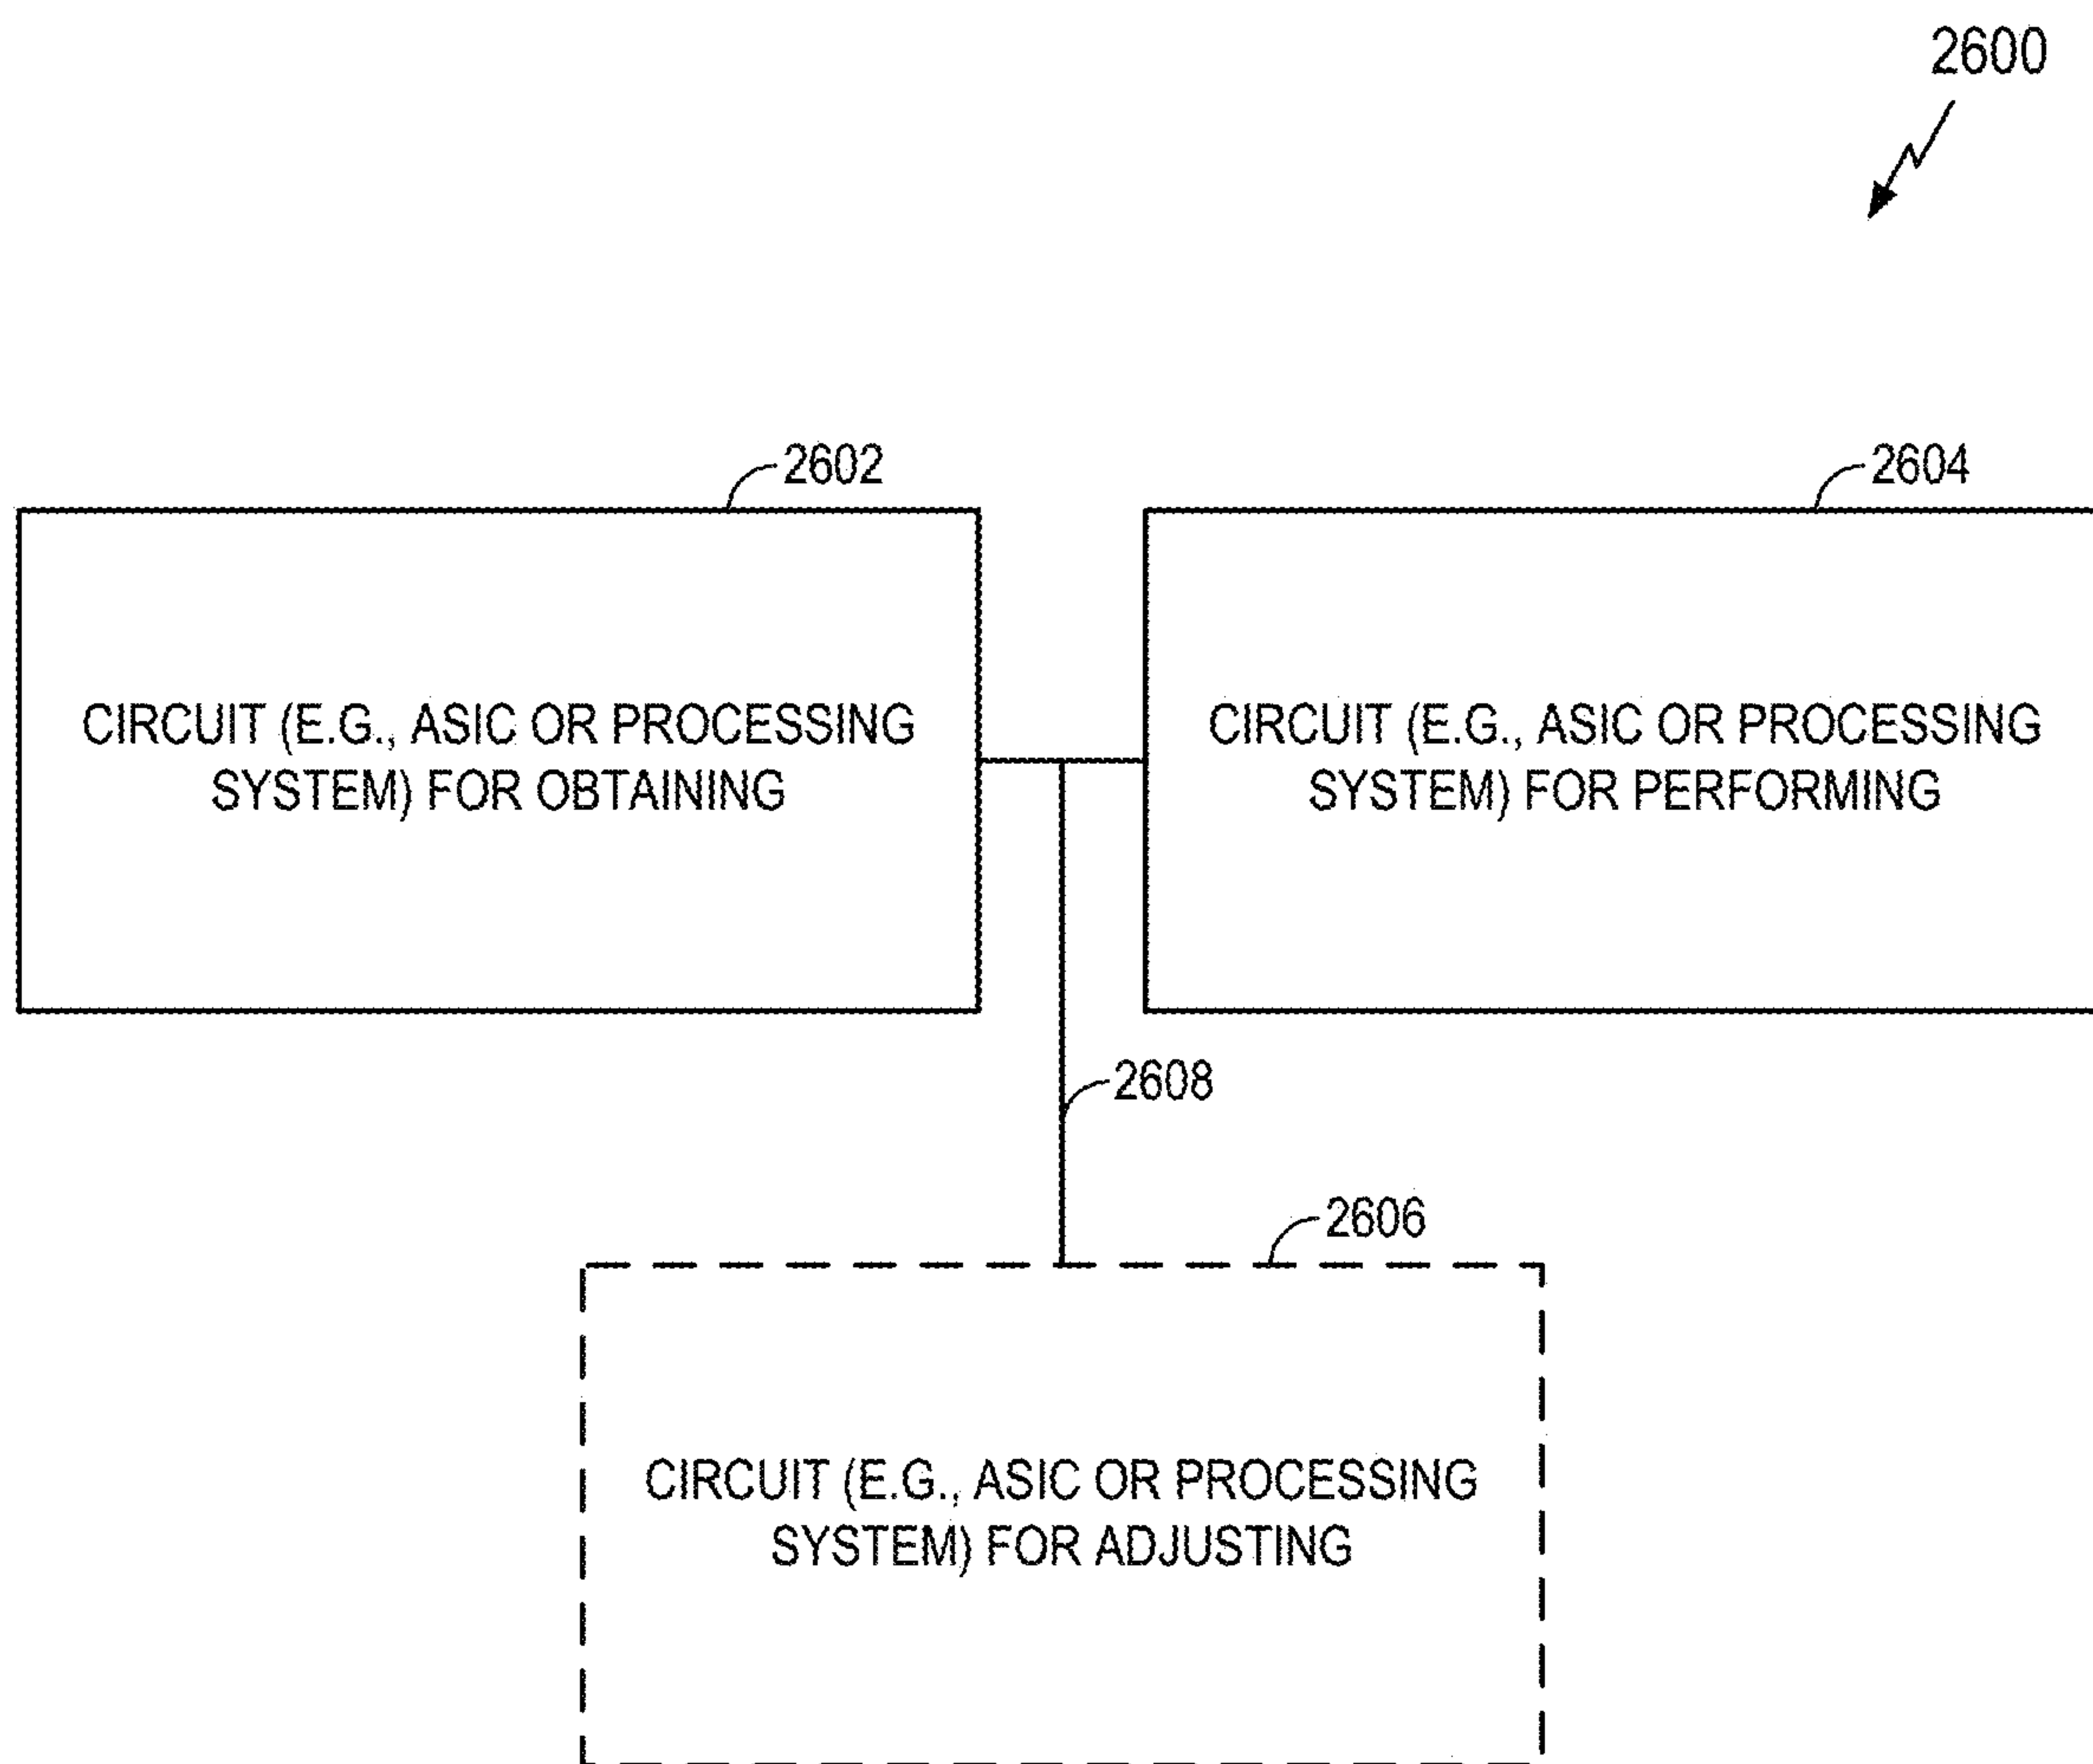 2600
2602
2604
CIRCUIT (E.G., ASIC OR PROCESSING
SYSTEM) FOR OBTAINING
CIRCUIT (E.G., ASIC OR PROCESSING
SYSTEM) FOR PERFORMING
2608
2606
CIRCUIT (E.G., ASIC OR PROCESSING
SYSTEM) FOR ADJUSTING